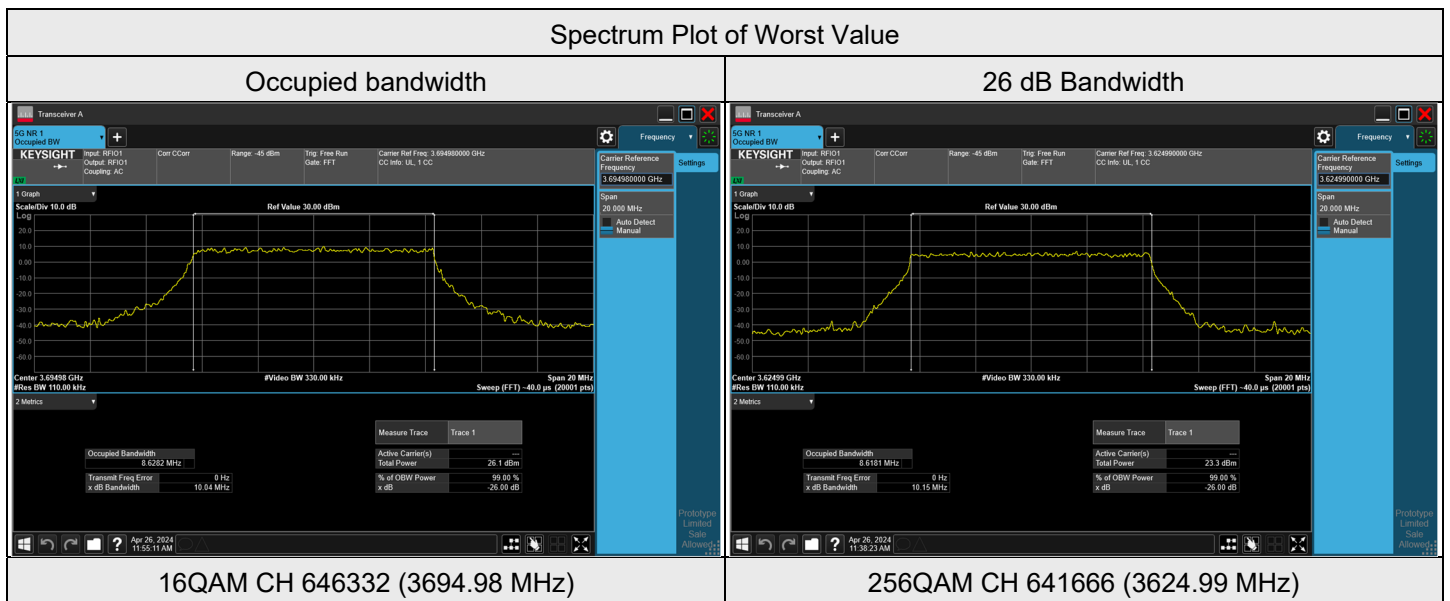 Spectrum Plot of Worst Value
Occupied bandwidth
26 dB Bandwidth
Transceiver A
5G NR 1
Occupied BW
+
Frequency
KEYSIGHT
Input: RFIO1
Output: RFIO1
Coupling: AC
Corr CCorr
Range: -45 dBm
Trig: Free Run
Gate: FFT
Carrier Ref Freq: 3.694980000 GHz
CC Info: UL, 1 CC
Carrier Reference
Frequency
3.694980000 GHz
Settings
Span
20.000 MHz
Auto Detect
Manual
1 Graph
Scale/Div 10.0 dB
Ref Value 30.00 dBm
Log
20.0
10.0
0.00
-10.0
-20.0
-30.0
-40.0
-50.0
-60.0
Center 3.69498 GHz
#Video BW 330.00 kHz
Span 20 MHz
#Res BW 110.00 kHz
Sweep (FFT) ~40.0 µs (20001 pts)
2 Metrics
Measure Trace Trace 1
Occupied Bandwidth
8.6282 MHz
Active Carrier(s) ---
Total Power 26.1 dBm
Transmit Freq Error 0 Hz
x dB Bandwidth 10.04 MHz
% of OBW Power 99.00 %
x dB -26.00 dB
Prototype
Limited
Sale
Allowed
?
Apr 26, 2024
11:55:11 AM
Transceiver A
5G NR 1
Occupied BW
+
Frequency
KEYSIGHT
Input: RFIO1
Output: RFIO1
Coupling: AC
Corr CCorr
Range: -45 dBm
Trig: Free Run
Gate: FFT
Carrier Ref Freq: 3.624990000 GHz
CC Info: UL, 1 CC
Carrier Reference
Frequency
3.624990000 GHz
Settings
Span
20.000 MHz
Auto Detect
Manual
1 Graph
Scale/Div 10.0 dB
Ref Value 30.00 dBm
Log
20.0
10.0
0.00
-10.0
-20.0
-30.0
-40.0
-50.0
-60.0
Center 3.62499 GHz
#Video BW 330.00 kHz
Span 20 MHz
#Res BW 110.00 kHz
Sweep (FFT) ~40.0 µs (20001 pts)
2 Metrics
Measure Trace Trace 1
Occupied Bandwidth
8.6181 MHz
Active Carrier(s) ---
Total Power 23.3 dBm
Transmit Freq Error 0 Hz
x dB Bandwidth 10.15 MHz
% of OBW Power 99.00 %
x dB -26.00 dB
Prototype
Limited
Sale
Allowed
?
Apr 26, 2024
11:38:23 AM
16QAM CH 646332 (3694.98 MHz)
256QAM CH 641666 (3624.99 MHz)